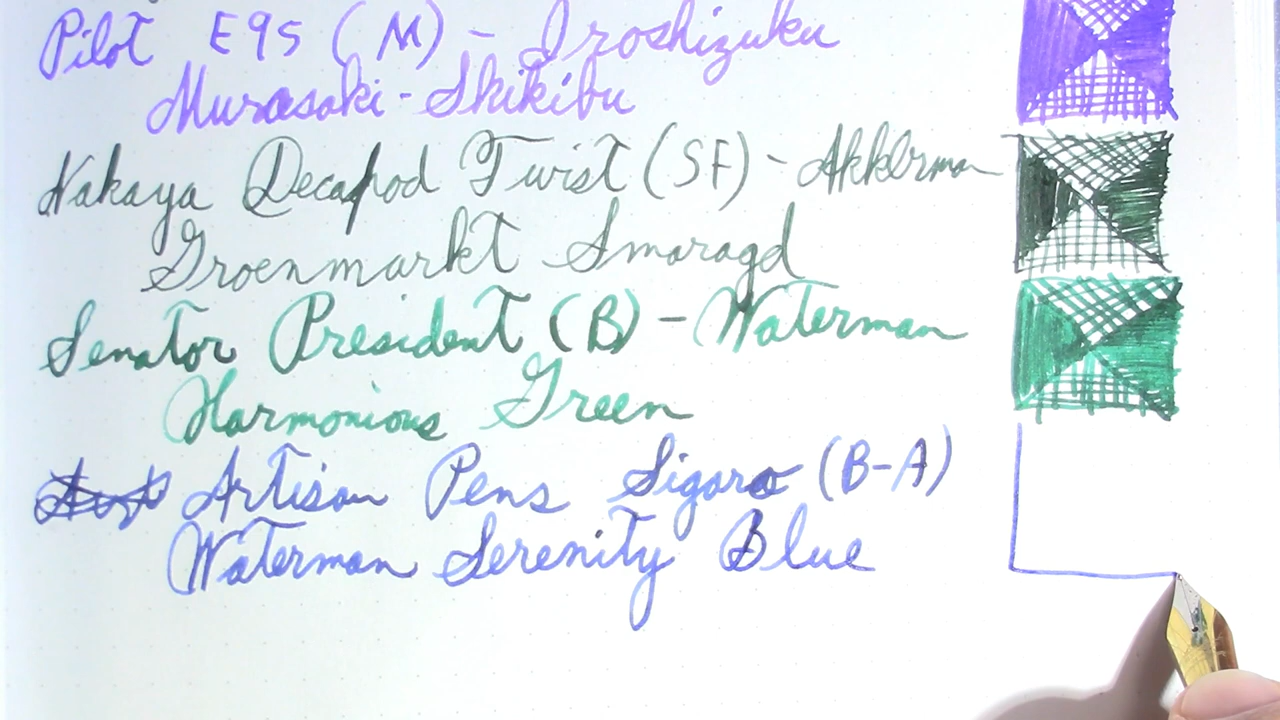 Pilot E95 (M) - Iroshizuku
Murasaki-Shikibu
Nakaya Decapod Twist (SF) - Akkerman
Groenmarkt Smaragd
Senator President (B) - Waterman
Harmonious Green
Artisan Pens Sigaro (B-A)
Waterman Serenity Blue